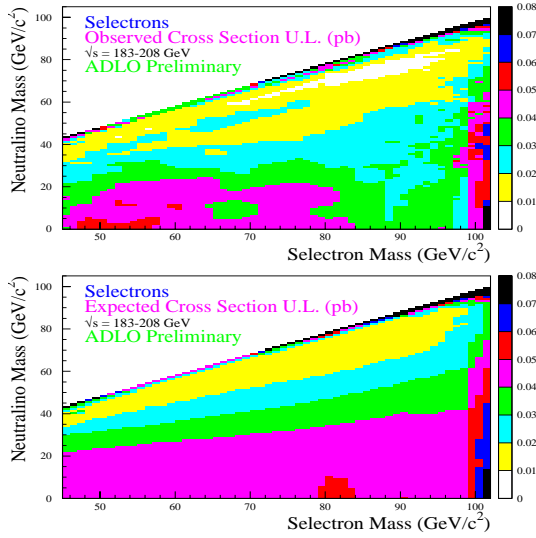 Selectrons
Observed Cross Section U.L. (pb)
√s = 183-208 GeV
ADLO Preliminary
Neutralino Mass (GeV/c²)
100
80
60
40
20
0
50 60 70 80 90 100
Selectron Mass (GeV/c²)
0.08
0.07
0.06
0.05
0.04
0.03
0.02
0.01
0
Selectrons
Expected Cross Section U.L. (pb)
√s = 183-208 GeV
ADLO Preliminary
Neutralino Mass (GeV/c²)
100
80
60
40
20
0
50 60 70 80 90 100
Selectron Mass (GeV/c²)
0.08
0.07
0.06
0.05
0.04
0.03
0.02
0.01
0